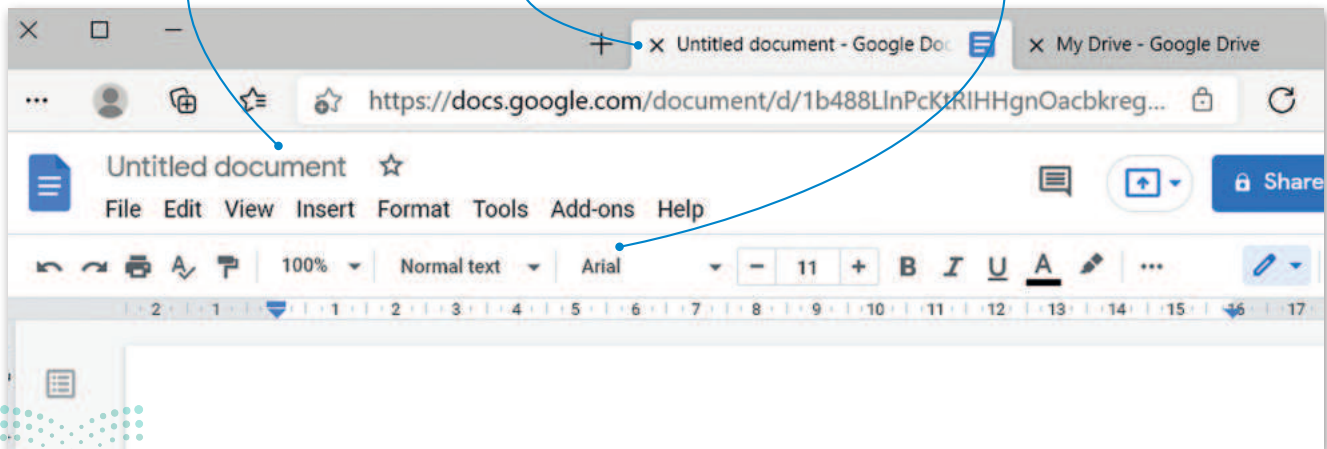 Untitled document - Google Doc
My Drive - Google Drive
https://docs.google.com/document/d/1b488LlnPcKtRIHHgnOacbkreg...
Untitled document
Share
File Edit View Insert Format Tools Add-ons Help
100% Normal text Arial - 11 + B I U A ...
2 1 1 2 3 4 5 6 7 8 9 10 11 12 13 14 15 16 17